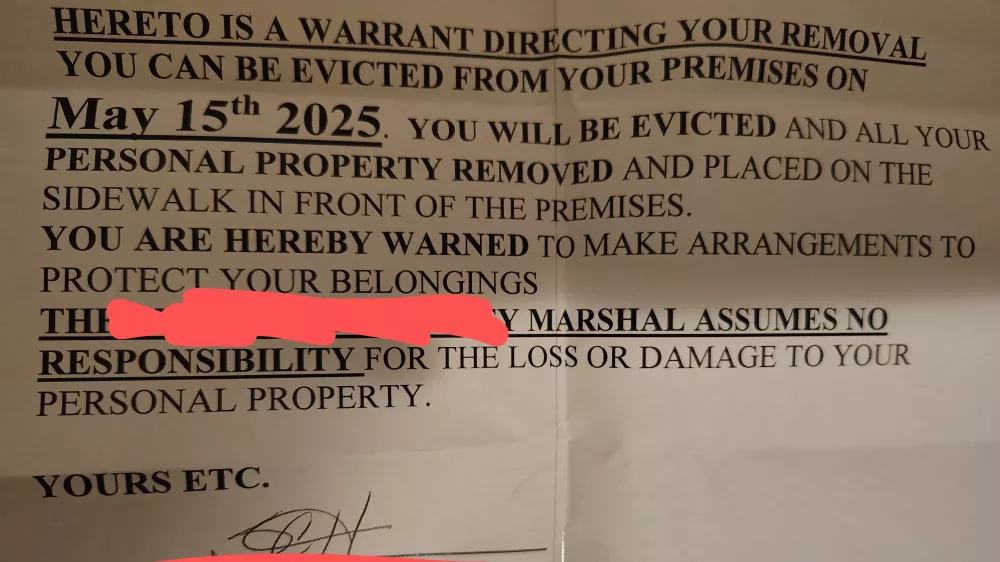 HERETO IS A WARRANT DIRECTING YOUR REMOVAL
YOU CAN BE EVICTED FROM YOUR PREMISES ON
May 15th 2025. YOU WILL BE EVICTED AND ALL YOUR
PERSONAL PROPERTY REMOVED AND PLACED ON THE
SIDEWALK IN FRONT OF THE PREMISES.
YOU ARE HEREBY WARNED TO MAKE ARRANGEMENTS TO
PROTECT YOUR BELONGINGS
THE Y MARSHAL ASSUMES NO
RESPONSIBILITY FOR THE LOSS OR DAMAGE TO YOUR
PERSONAL PROPERTY.
YOURS ETC.